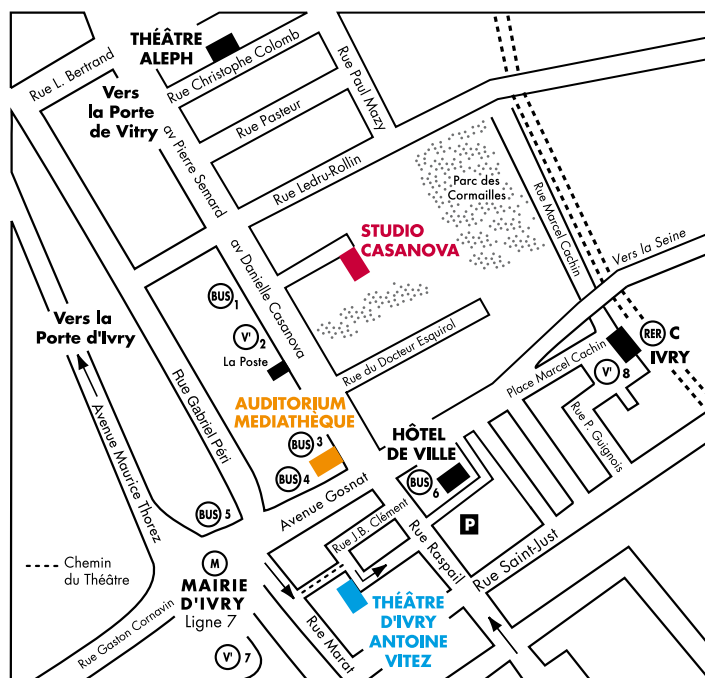 THÉÂTRE
ALEPH
Rue Christophe Colomb
Rue L. Bertrand
Vers
la Porte
de Vitry
Rue Paul Mazy
Rue Pasteur
av Pierre Semard
Rue Ledru-Rollin
Parc des
Cormailles
Rue Marcel Cachin
STUDIO
CASANOVA
av Danielle Casanova
Vers la Seine
BUS 1
V' 2
La Poste
Vers la
Porte d'Ivry
Rue du Docteur Esquirol
RER C
IVRY
Place Marcel Cachin
V' 8
Rue P. Guignois
Avenue Maurice Thorez
Rue Gabriel Péri
AUDITORIUM
MEDIATHÈQUE
BUS 3
BUS 4
HÔTEL
DE VILLE
BUS 6
BUS 5
Avenue Gosnat
Rue J.B. Clément
P
Rue Raspail
Rue Saint-Just
Chemin
du Théâtre
M
MAIRIE
D'IVRY
Ligne 7
Rue Gaston Cornavin
V' 7
Rue Marat
THÉÂTRE
D'IVRY
ANTOINE
VITEZ